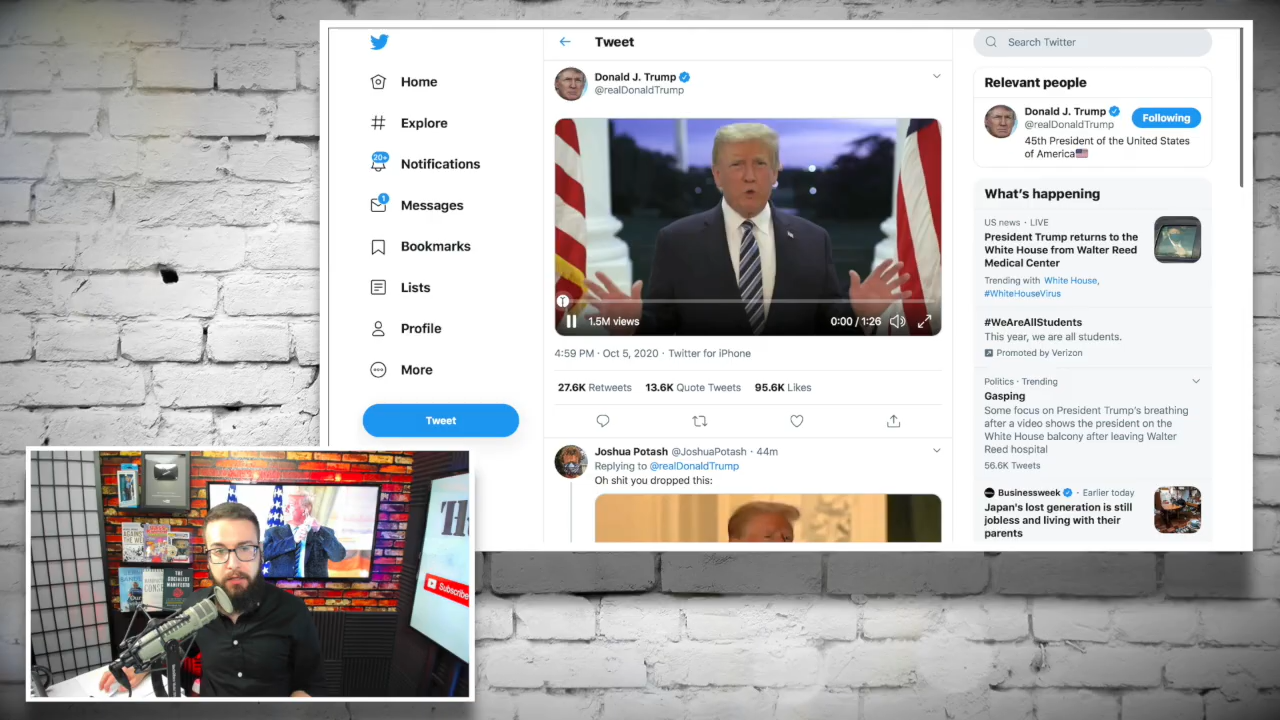 Home
Explore
20+
Notifications
1
Messages
Bookmarks
Lists
Profile
More
Tweet
Tweet
Donald J. Trump
@realDonaldTrump
1.5M views
0:00 / 1:26
4:59 PM · Oct 5, 2020 · Twitter for iPhone
27.6K Retweets 13.6K Quote Tweets 95.6K Likes
Joshua Potash @JoshuaPotash · 44m
Replying to @realDonaldTrump
Oh shit you dropped this:
Search Twitter
Relevant people
Donald J. Trump
@realDonaldTrump
Following
45th President of the United States
of America🇺🇸
What's happening
US news · LIVE
President Trump returns to the
White House from Walter Reed
Medical Center
Trending with White House,
#WhiteHouseVirus
#WeAreAllStudents
This year, we are all students.
Promoted by Verizon
Politics · Trending
Gasping
Some focus on President Trump's breathing
after a video shows the president on the
White House balcony after leaving Walter
Reed hospital
56.6K Tweets
Businessweek · Earlier today
Japan's lost generation is still
jobless and living with their
parents
THE
SOCIALIST
MANIFESTO
Subscribe